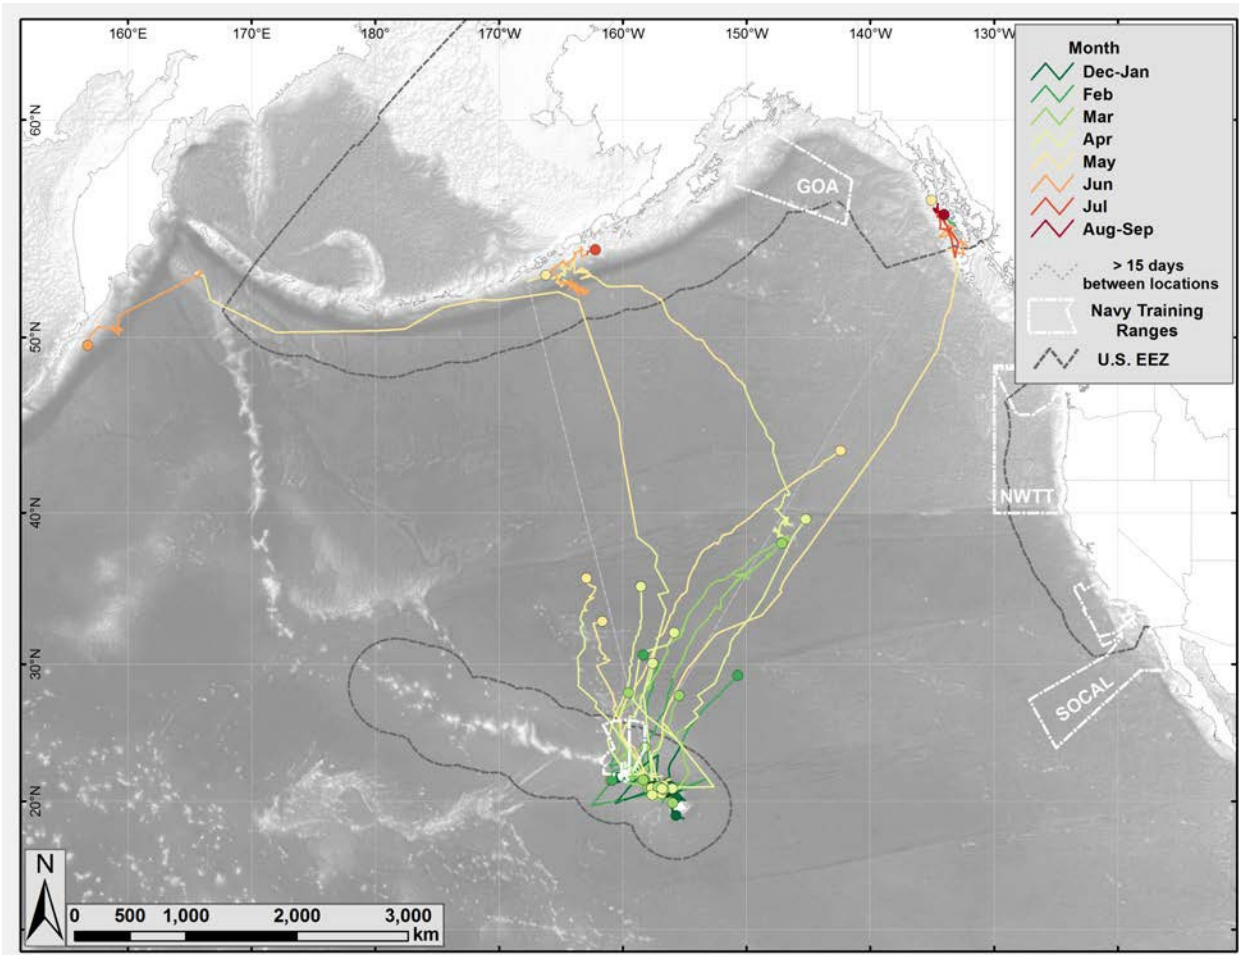 160°E
170°E
180°
170°W
160°W
150°W
140°W
130°W
Month
Dec-Jan
Feb
Mar
Apr
May
Jun
Jul
Aug-Sep
> 15 days
between locations
Navy Training
Ranges
U.S. EEZ
60°N
50°N
40°N
30°N
20°N
GOA
NWTT
SOCAL
N
0 500 1,000 2,000 3,000
km